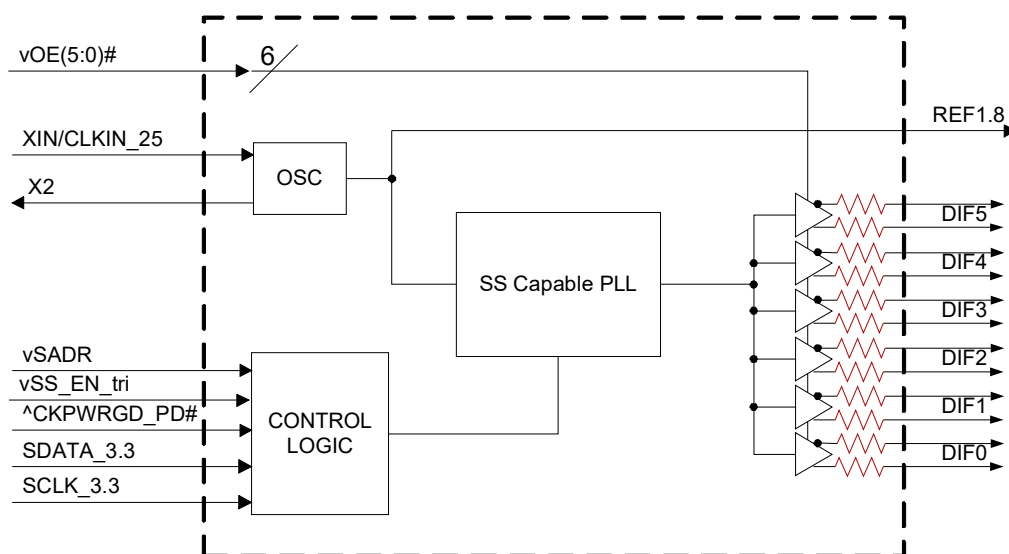 vOE(5:0)#
6
REF1.8
XIN/CLKIN_25
OSC
X2
DIF5
DIF4
SS Capable PLL
DIF3
DIF2
DIF1
DIF0
vSADR
vSS_EN_tri
^CKPWRGD_PD#
CONTROL
LOGIC
SDATA_3.3
SCLK_3.3